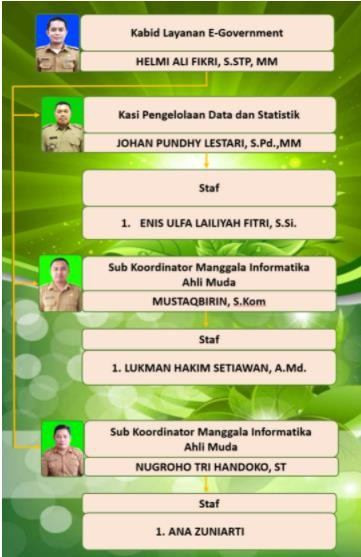 Kabid Layanan E-Government
HELMI ALI FIKRI, S.STP, MM
Kasi Pengelolaan Data dan Statistik
JOHAN PUNDHY LESTARI, S.Pd.,MM
Staf
1. ENIS ULFA LAILIYAH FITRI, S.Si.
Sub Koordinator Manggala Informatika
Ahli Muda
MUSTAQBIRIN, S.Kom
Staf
1. LUKMAN HAKIM SETIAWAN, A.Md.
Sub Koordinator Manggala Informatika
Ahli Muda
NUGROHO TRI HANDOKO, ST
Staf
1. ANA ZUNIARTI